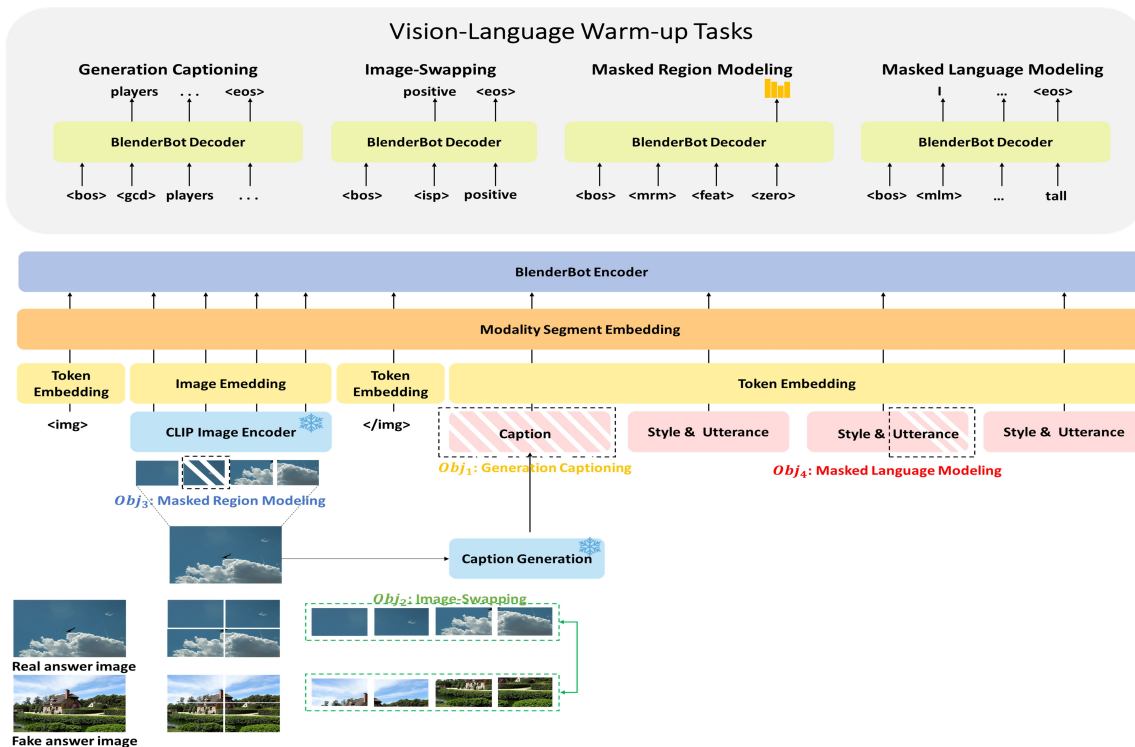 Vision-Language Warm-up Tasks
Generation Captioning
Image-Swapping
Masked Region Modeling
Masked Language Modeling
players . . . <eos>
positive <eos>
I ... <eos>
BlenderBot Decoder
BlenderBot Decoder
BlenderBot Decoder
BlenderBot Decoder
<bos> <gcd> players . . .
<bos> <isp> positive
<bos> <mrm> <feat> <zero>
<bos> <mlm> ... tall
BlenderBot Encoder
Modality Segment Embedding
Token
Embedding
Image Emedding
Token
Embedding
Token Embedding
<img>
CLIP Image Encoder
</img>
Caption
Style & Utterance
Style & Utterance
Style & Utterance
Obj₁: Generation Captioning
Obj₄: Masked Language Modeling
Obj₃: Masked Region Modeling
Caption Generation
Obj₂: Image-Swapping
Real answer image
Fake answer image